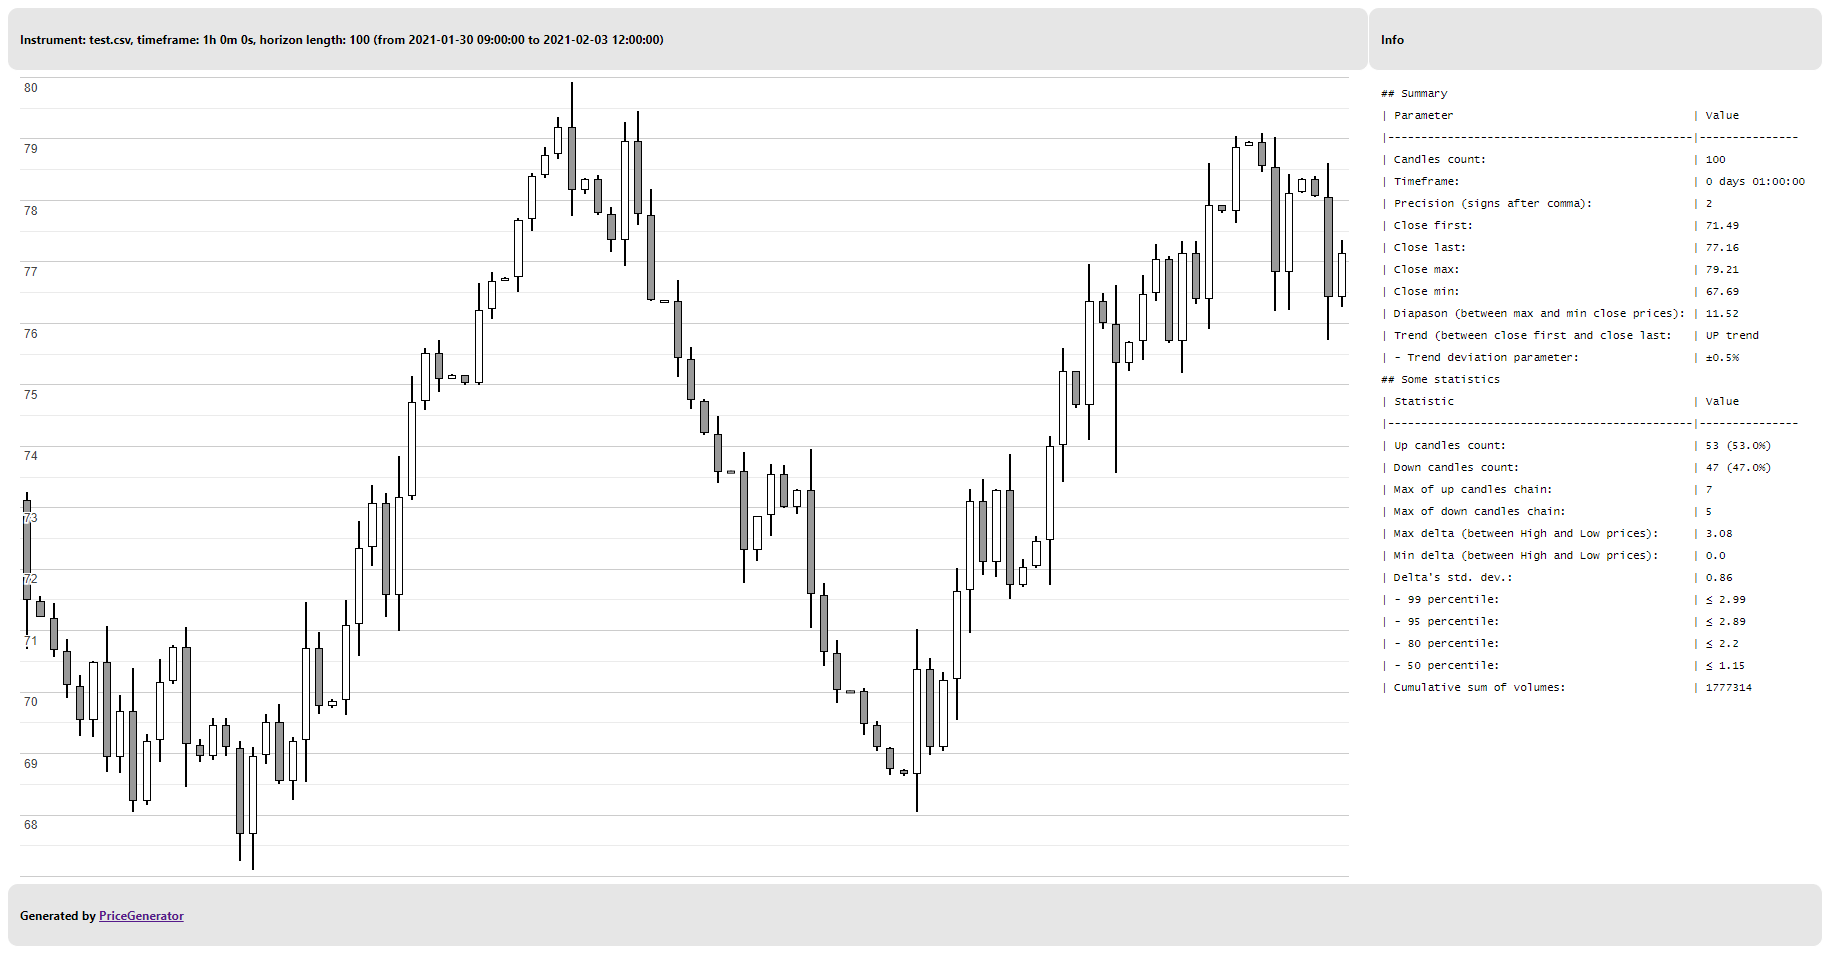 Instrument: test.csv, timeframe: 1h 0m 0s, horizon length: 100 (from 2021-01-30 09:00:00 to 2021-02-03 12:00:00)
80
79
78
77
76
75
74
73
72
71
70
69
68
Info
## Summary
| Parameter | Value
|----------------------------------------------|---------------
| Candles count: | 100
| Timeframe: | 0 days 01:00:00
| Precision (signs after comma): | 2
| Close first: | 71.49
| Close last: | 77.16
| Close max: | 79.21
| Close min: | 67.69
| Diapason (between max and min close prices): | 11.52
| Trend (between close first and close last: | UP trend
| - Trend deviation parameter: | ±0.5%
## Some statistics
| Statistic | Value
|----------------------------------------------|---------------
| Up candles count: | 53 (53.0%)
| Down candles count: | 47 (47.0%)
| Max of up candles chain: | 7
| Max of down candles chain: | 5
| Max delta (between High and Low prices): | 3.08
| Min delta (between High and Low prices): | 0.0
| Delta's std. dev.: | 0.86
| - 99 percentile: | ≤ 2.99
| - 95 percentile: | ≤ 2.89
| - 80 percentile: | ≤ 2.2
| - 50 percentile: | ≤ 1.15
| Cumulative sum of volumes: | 1777314
Generated by PriceGenerator